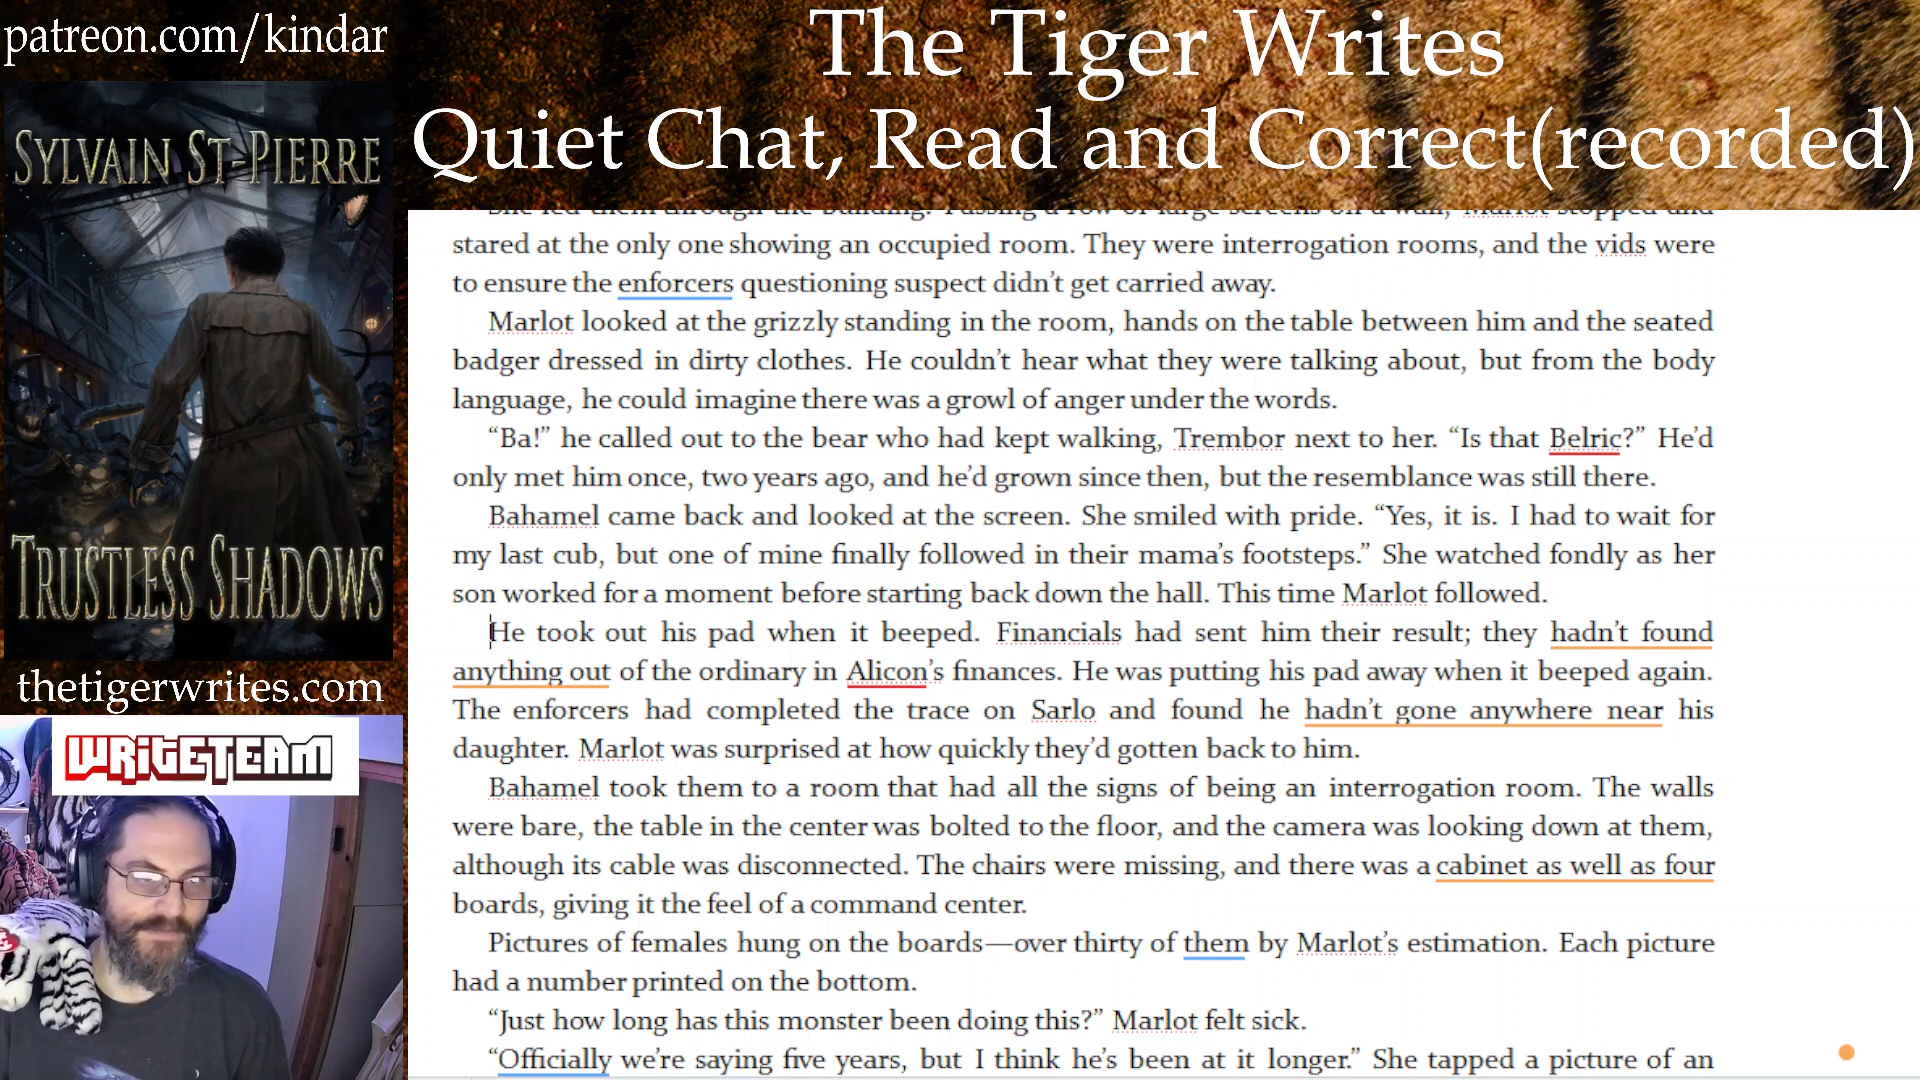 patreon.com/kindar
SYLVAIN ST-PIERRE
TRUSTLESS SHADOWS
thetigerwrites.com
WRITETEAM
The Tiger Writes
Quiet Chat, Read and Correct(recorded)
She led them through the building. Passing a row of large screens on a wall, Marlot stopped and
stared at the only one showing an occupied room. They were interrogation rooms, and the vids were
to ensure the enforcers questioning suspect didn’t get carried away.
Marlot looked at the grizzly standing in the room, hands on the table between him and the seated
badger dressed in dirty clothes. He couldn’t hear what they were talking about, but from the body
language, he could imagine there was a growl of anger under the words.
“Ba!” he called out to the bear who had kept walking, Trembor next to her. “Is that Belric?” He’d
only met him once, two years ago, and he’d grown since then, but the resemblance was still there.
Bahamel came back and looked at the screen. She smiled with pride. “Yes, it is. I had to wait for
my last cub, but one of mine finally followed in their mama’s footsteps.” She watched fondly as her
son worked for a moment before starting back down the hall. This time Marlot followed.
He took out his pad when it beeped. Financials had sent him their result; they hadn’t found
anything out of the ordinary in Alicon’s finances. He was putting his pad away when it beeped again.
The enforcers had completed the trace on Sarlo and found he hadn’t gone anywhere near his
daughter. Marlot was surprised at how quickly they’d gotten back to him.
Bahamel took them to a room that had all the signs of being an interrogation room. The walls
were bare, the table in the center was bolted to the floor, and the camera was looking down at them,
although its cable was disconnected. The chairs were missing, and there was a cabinet as well as four
boards, giving it the feel of a command center.
Pictures of females hung on the boards—over thirty of them by Marlot’s estimation. Each picture
had a number printed on the bottom.
“Just how long has this monster been doing this?” Marlot felt sick.
“Officially we’re saying five years, but I think he’s been at it longer.” She tapped a picture of an